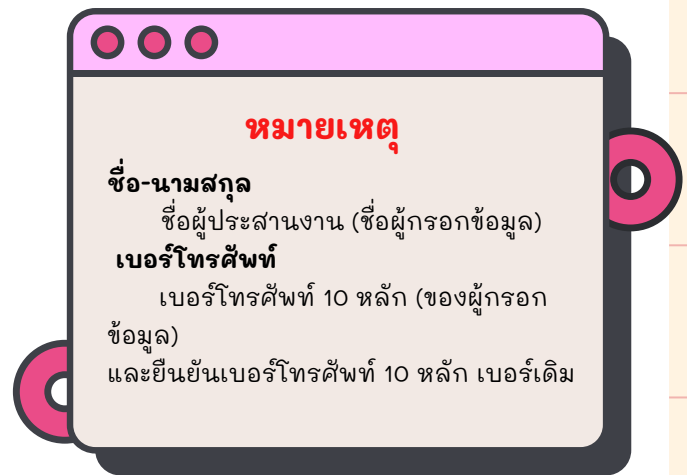 หมายเหตุ
ชื่อ-นามสกุล
ชื่อผู้ประสานงาน (ชื่อผู้กรอกข้อมูล)
เบอร์โทรศัพท์
เบอร์โทรศัพท์ 10 หลัก (ของผู้กรอก
ข้อมูล)
และยืนยันเบอร์โทรศัพท์ 10 หลัก เบอร์เดิม